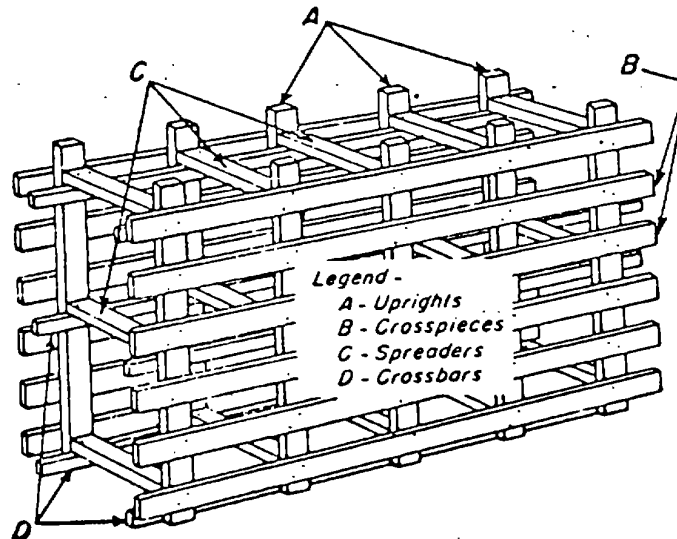 A
C
B
Legend -
A - Uprights
B - Crosspieces
C - Spreaders
D - Crossbars
D